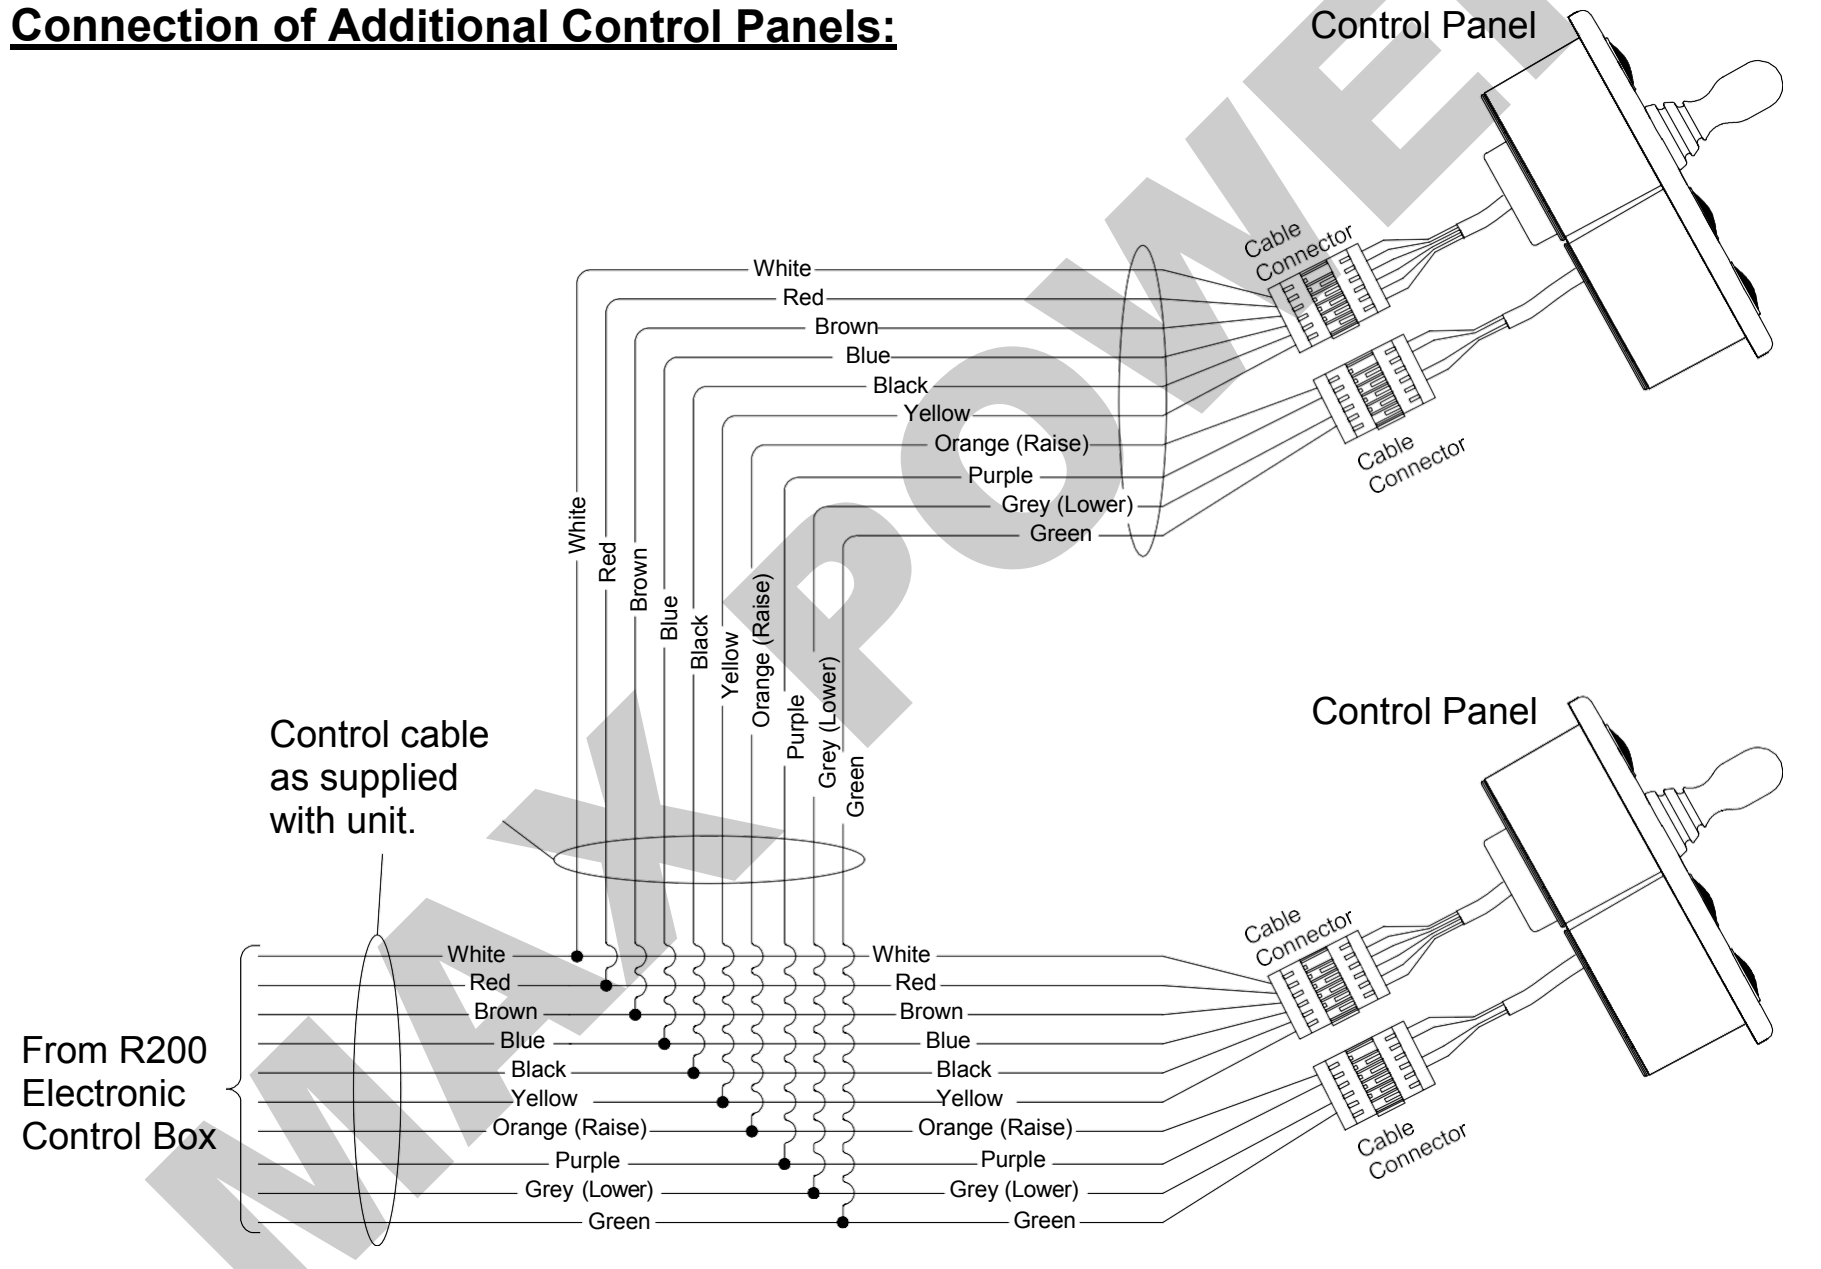 Connection of Additional Control Panels:
Control Panel
Cable
Connector
White
Red
Brown
Blue
Black
Yellow
Orange (Raise)
Purple
Grey (Lower)
Green
Cable
Connector
White
Red
Brown
Blue
Black
Yellow
Orange (Raise)
Purple
Grey (Lower)
Green
Control cable
as supplied
with unit.
Control Panel
Cable
Connector
From R200
Electronic
Control Box
White
Red
Brown
Blue
Black
Yellow
Orange (Raise)
Purple
Grey (Lower)
Green
White
Red
Brown
Blue
Black
Yellow
Orange (Raise)
Purple
Grey (Lower)
Green
Cable
Connector
MAX POWER